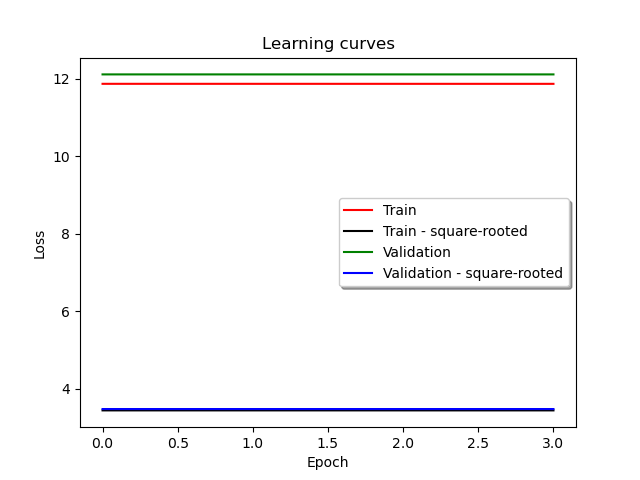 Learning curves
Loss
12
10
8
6
4
Train
Train - square-rooted
Validation
Validation - square-rooted
0.0 0.5 1.0 1.5 2.0 2.5 3.0
Epoch